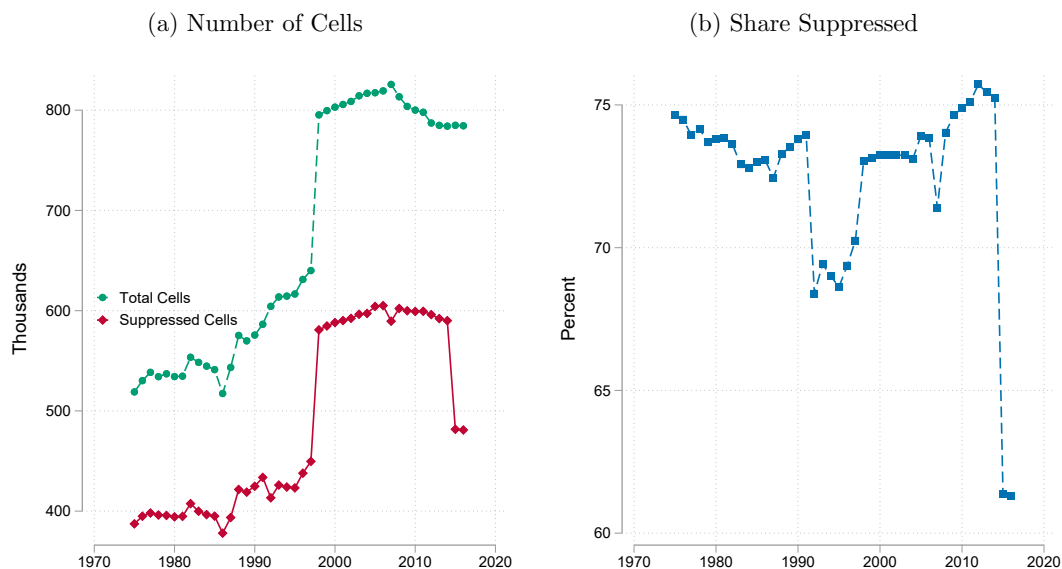 (a) Number of Cells
800
700
600
500
400
Thousands
Total Cells
Suppressed Cells
1970 1980 1990 2000 2010 2020
(b) Share Suppressed
75
70
65
60
Percent
1970 1980 1990 2000 2010 2020